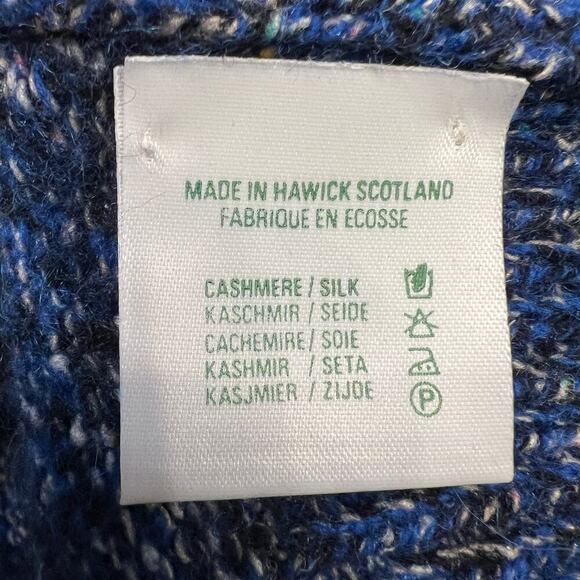 MADE IN HAWICK SCOTLAND
FABRIQUE EN ECOSSE
CASHMERE / SILK
KASCHMIR / SEIDE
CACHEMIRE / SOIE
KASHMIR / SETA
KASJMIER / ZIJDE
P